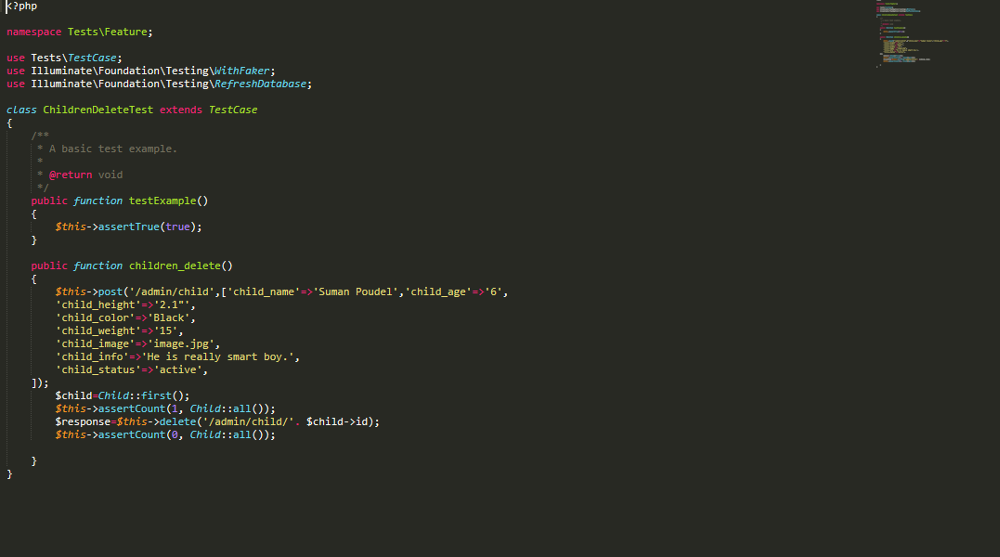 <?php
namespace Tests\Feature;
use Tests\TestCase;
use Illuminate\Foundation\Testing\WithFaker;
use Illuminate\Foundation\Testing\RefreshDatabase;
class ChildrenDeleteTest extends TestCase
{
/**
* A basic test example.
*
* @return void
*/
public function testExample()
{
$this->assertTrue(true);
}
public function children_delete()
{
$this->post('/admin/child',['child_name'=>'Suman Poudel','child_age'=>'6',
'child_height'=>'2.1"',
'child_color'=>'Black',
'child_weight'=>'15',
'child_image'=>'image.jpg',
'child_info'=>'He is really smart boy.',
'child_status'=>'active',
]);
$child=Child::first();
$this->assertCount(1, Child::all());
$response=$this->delete('/admin/child/'. $child->id);
$this->assertCount(0, Child::all());
}
}